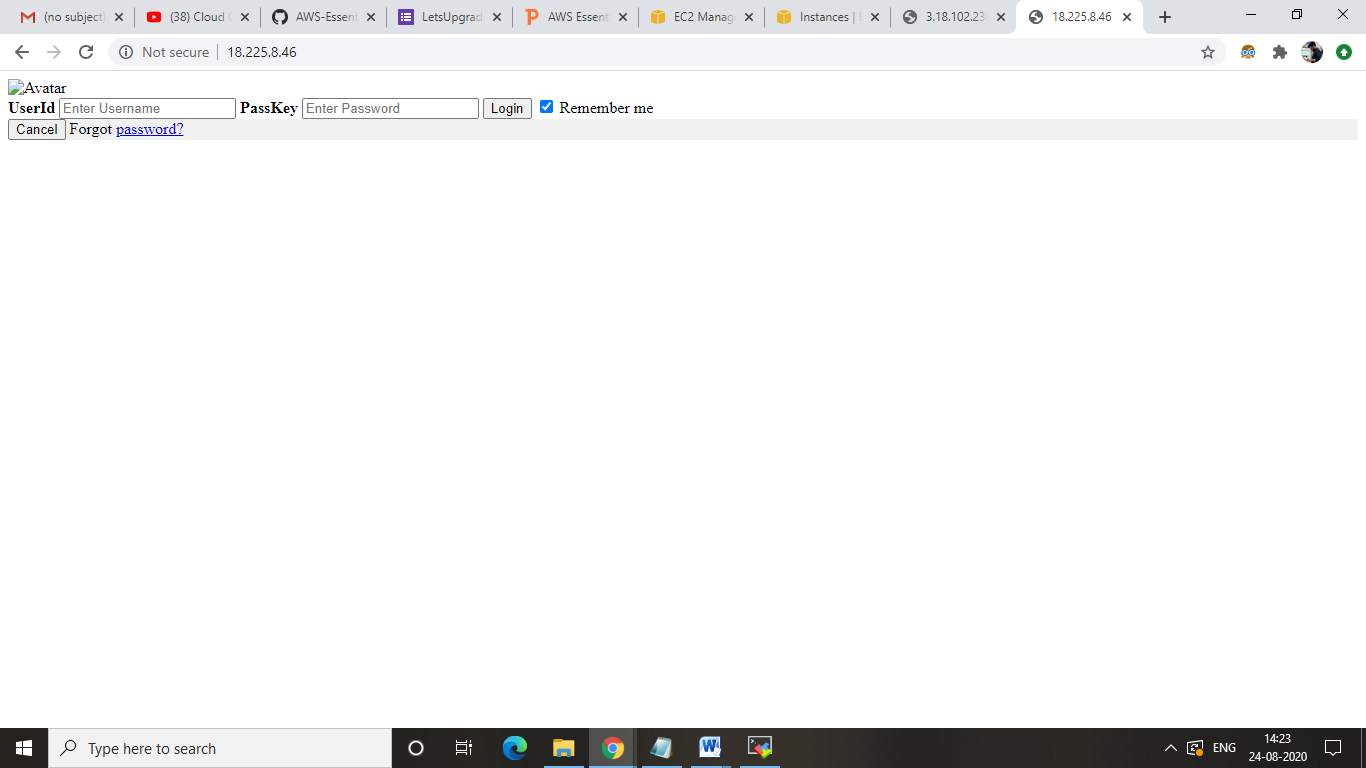 (no subject)
(38) Cloud
AWS-Essent
LetsUpgrad
AWS Essent
EC2 Manag
Instances |
3.18.102.23
18.225.8.46
Not secure
18.225.8.46
Avatar
UserId Enter Username PassKey Enter Password Login Remember me
Cancel Forgot password?
Type here to search
ENG
14:23
24-08-2020